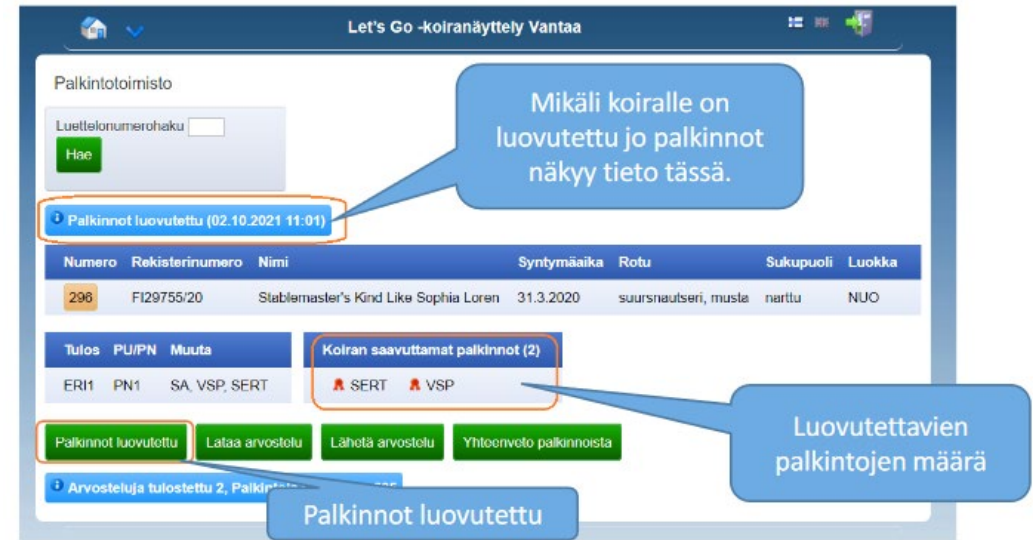 Let's Go -koiranäyttely Vantaa
Palkintotoimisto
Luettelonumerohaku
Hae
Mikäli koiralle on
luovutettu jo palkinnot
näkyy tieto tässä.
Palkinnot luovutettu (02.10.2021 11:01)
Numero Rekisterinumero Nimi Syntymäaika Rotu Sukupuoli Luokka
296 FI29755/20 Stablemaster's Kind Like Sophia Loren 31.3.2020 suursnautseri, musta narttu NUO
Tulos PU/PN Muuta
ERI1 PN1 SA, VSP, SERT
Koiran saavuttamat palkinnot (2)
SERT VSP
Luovutettavien
palkintojen määrä
Palkinnot luovutettu Lataa arvostelu Lähetä arvostelu Yhteenveto palkinnoista
Arvosteluja tulostettu 2,
Palkinnot luovutettu